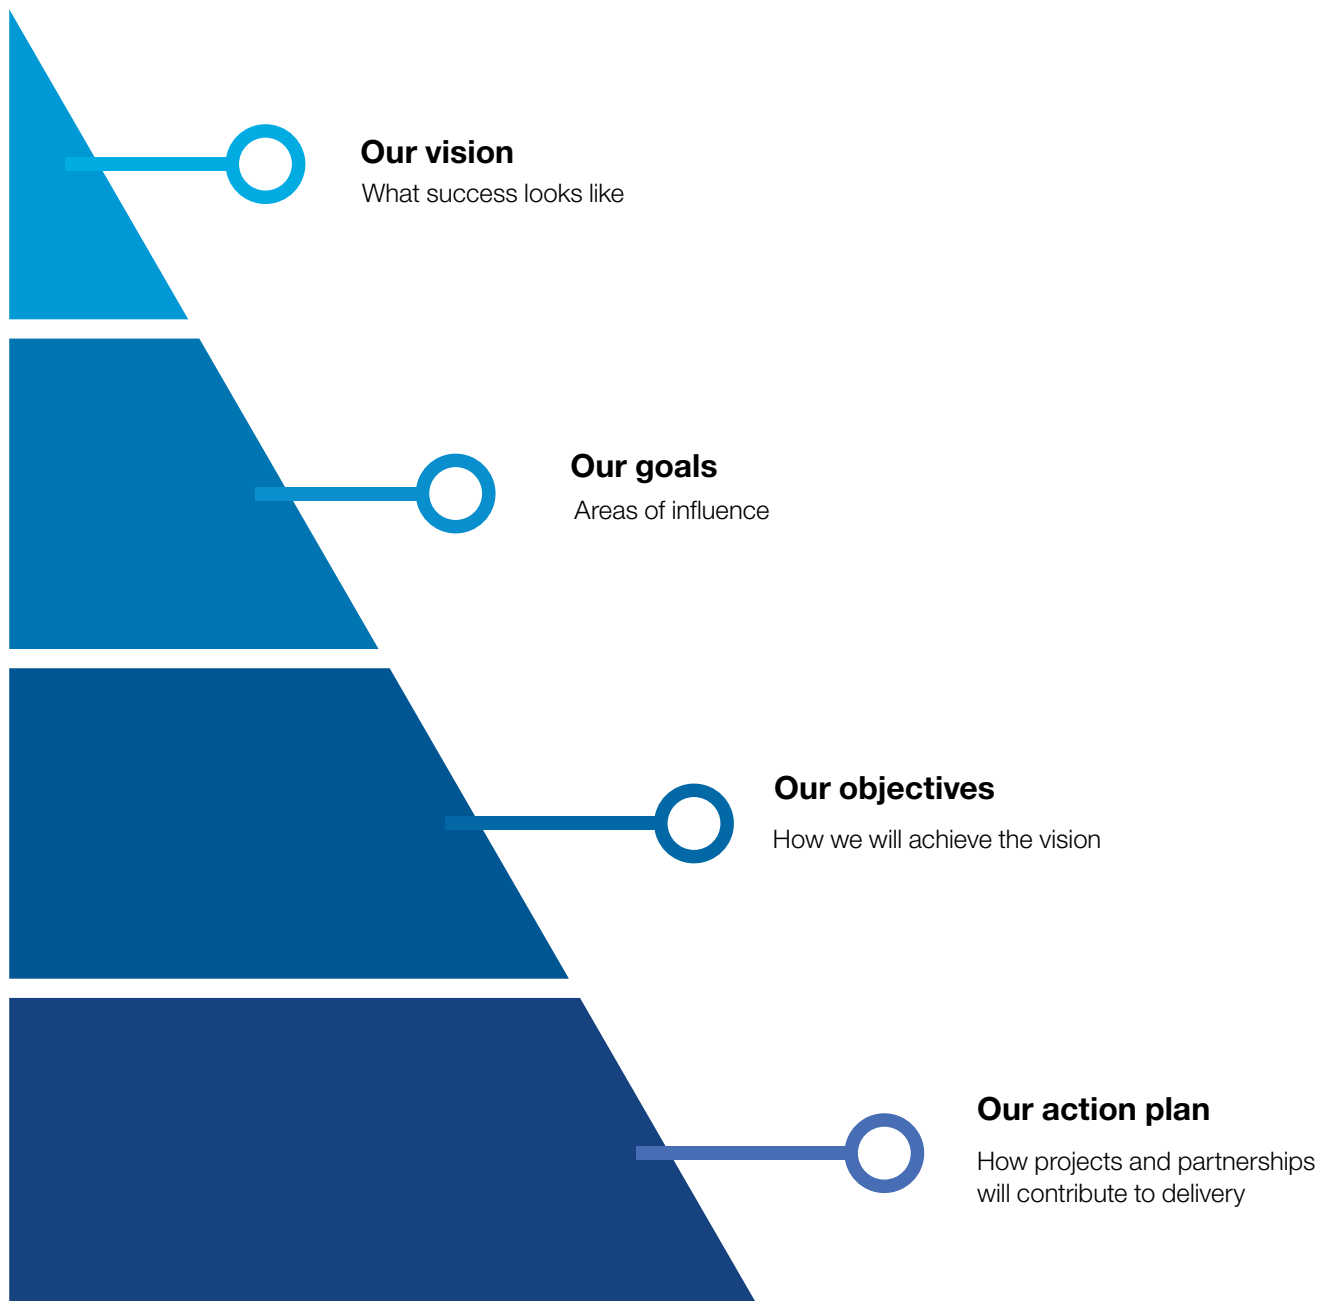 Our vision
What success looks like
Our goals
Areas of influence
Our objectives
How we will achieve the vision
Our action plan
How projects and partnerships
will contribute to delivery